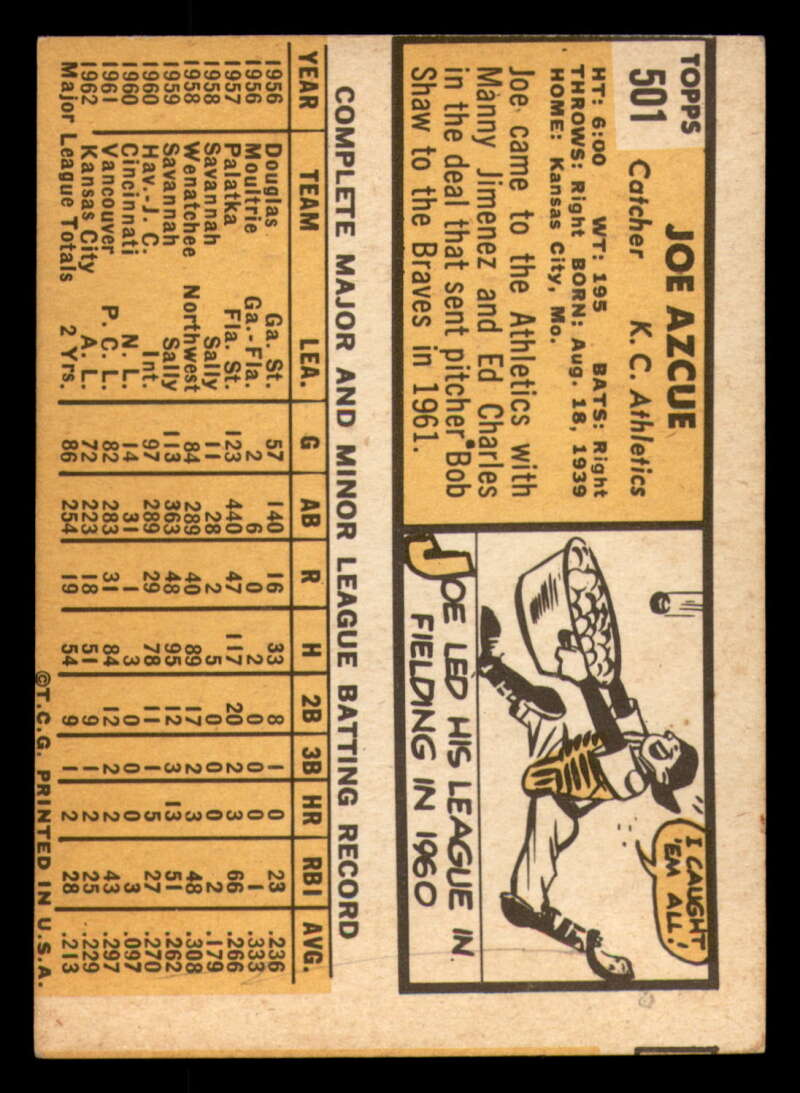 TOPPS
501
JOE AZCUE
Catcher K. C. Athletics
HT: 6:00 WT: 195 BATS: Right
THROWS: Right BORN: Aug. 18, 1939
HOME: Kansas City, Mo.
Joe came to the Athletics with
Manny Jimenez and Ed Charles
in the deal that sent pitcher Bob
Shaw to the Braves in 1961.
I CAUGHT
'EM ALL!
JOE LED HIS LEAGUE IN
FIELDING IN 1960
COMPLETE MAJOR AND MINOR LEAGUE BATTING RECORD
YEAR TEAM LEA. G AB R H 2B 3B HR RBI AVG.
1956 Douglas Ga. St. 57 140 16 33 8 1 0 23 .236
1956 Moultrie Ga.-Fla. 2 6 0 2 0 0 0 1 .333
1957 Palatka Fla. St. 123 440 47 117 20 2 3 66 .266
1958 Savannah Sally 11 28 2 5 0 0 0 2 .179
1958 Wenatchee Northwest 84 289 40 89 17 2 3 48 .308
1959 Savannah Sally 113 363 48 95 12 3 13 51 .262
1960 Hav.-J. C. Int. 97 289 29 78 11 1 5 27 .270
1960 Cincinnati N. L. 14 31 1 3 0 0 0 3 .097
1961 Vancouver P. C. L. 82 283 31 84 12 2 2 43 .297
1962 Kansas City A. L. 72 223 18 51 9 1 2 25 .229
Major League Totals 2 Yrs. 86 254 19 54 9 1 2 28 .213
©T.C.G. PRINTED IN U.S.A.